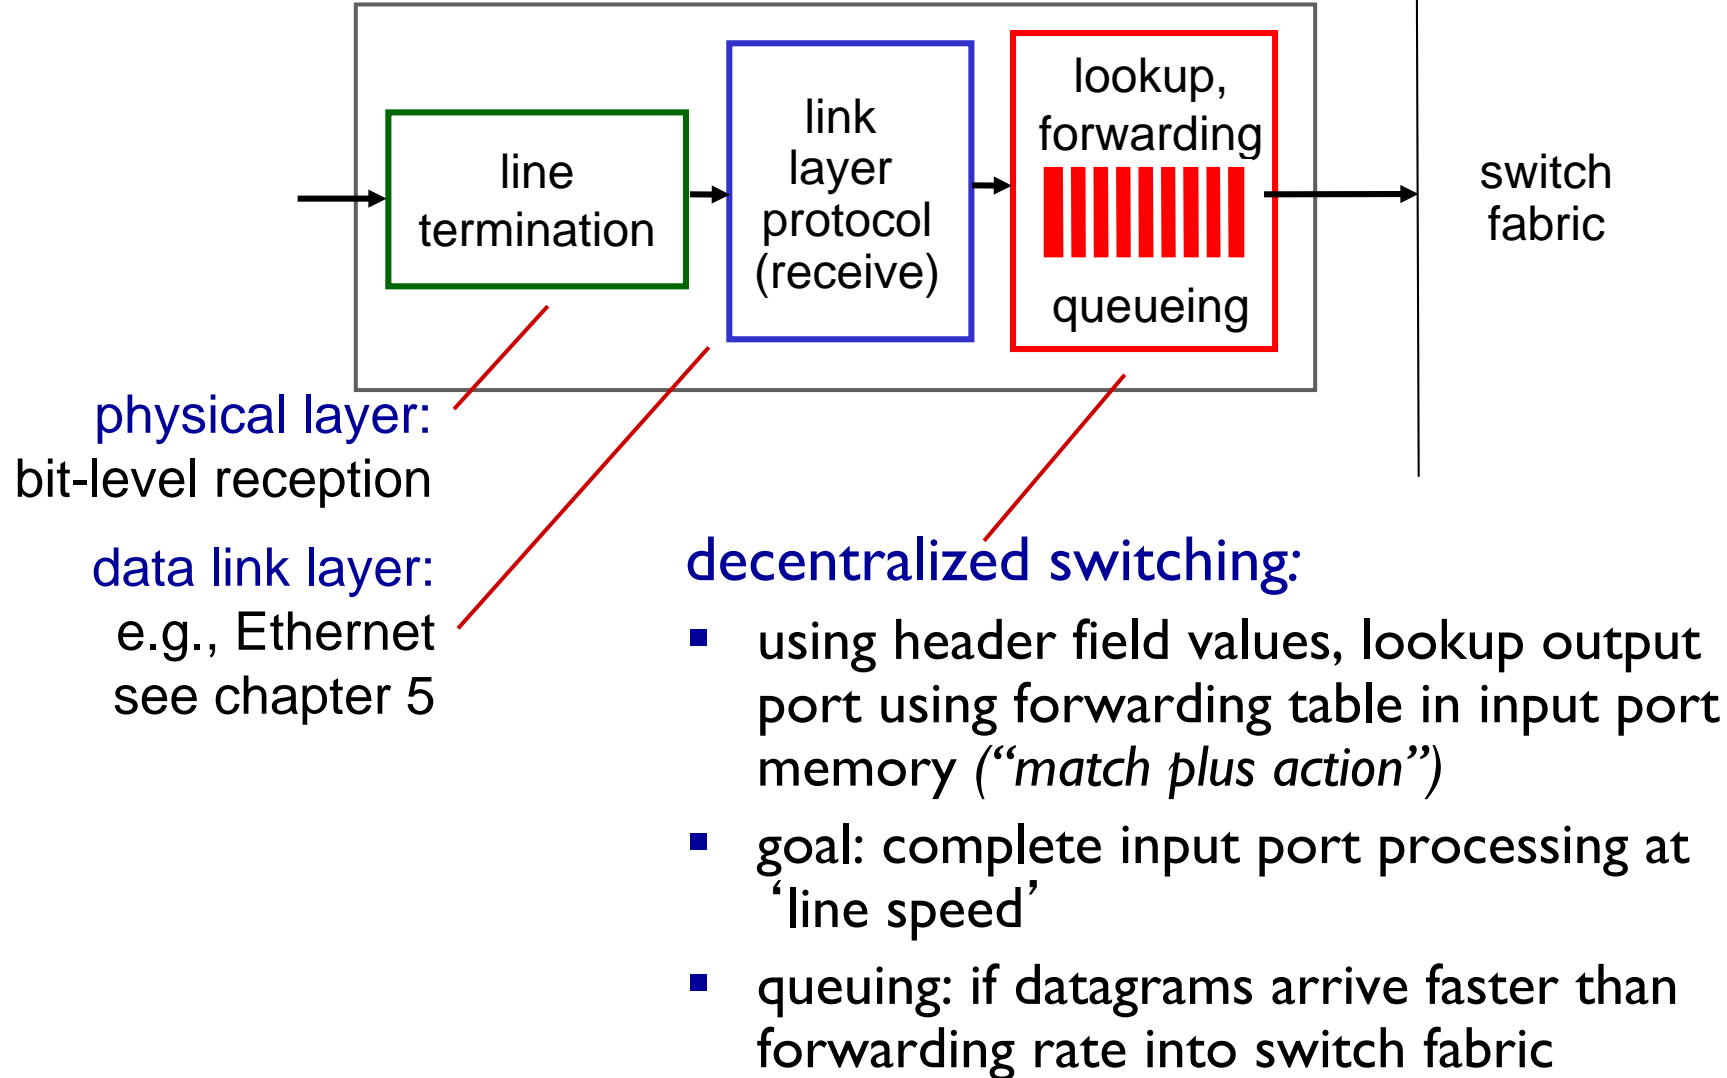 line
termination
link
layer
protocol
(receive)
lookup,
forwarding
queueing
switch
fabric
physical layer:
bit-level reception
data link layer:
e.g., Ethernet
see chapter 5
decentralized switching:
▪ using header field values, lookup output
port using forwarding table in input port
memory (“match plus action”)
▪ goal: complete input port processing at
‘line speed’
▪ queuing: if datagrams arrive faster than
forwarding rate into switch fabric